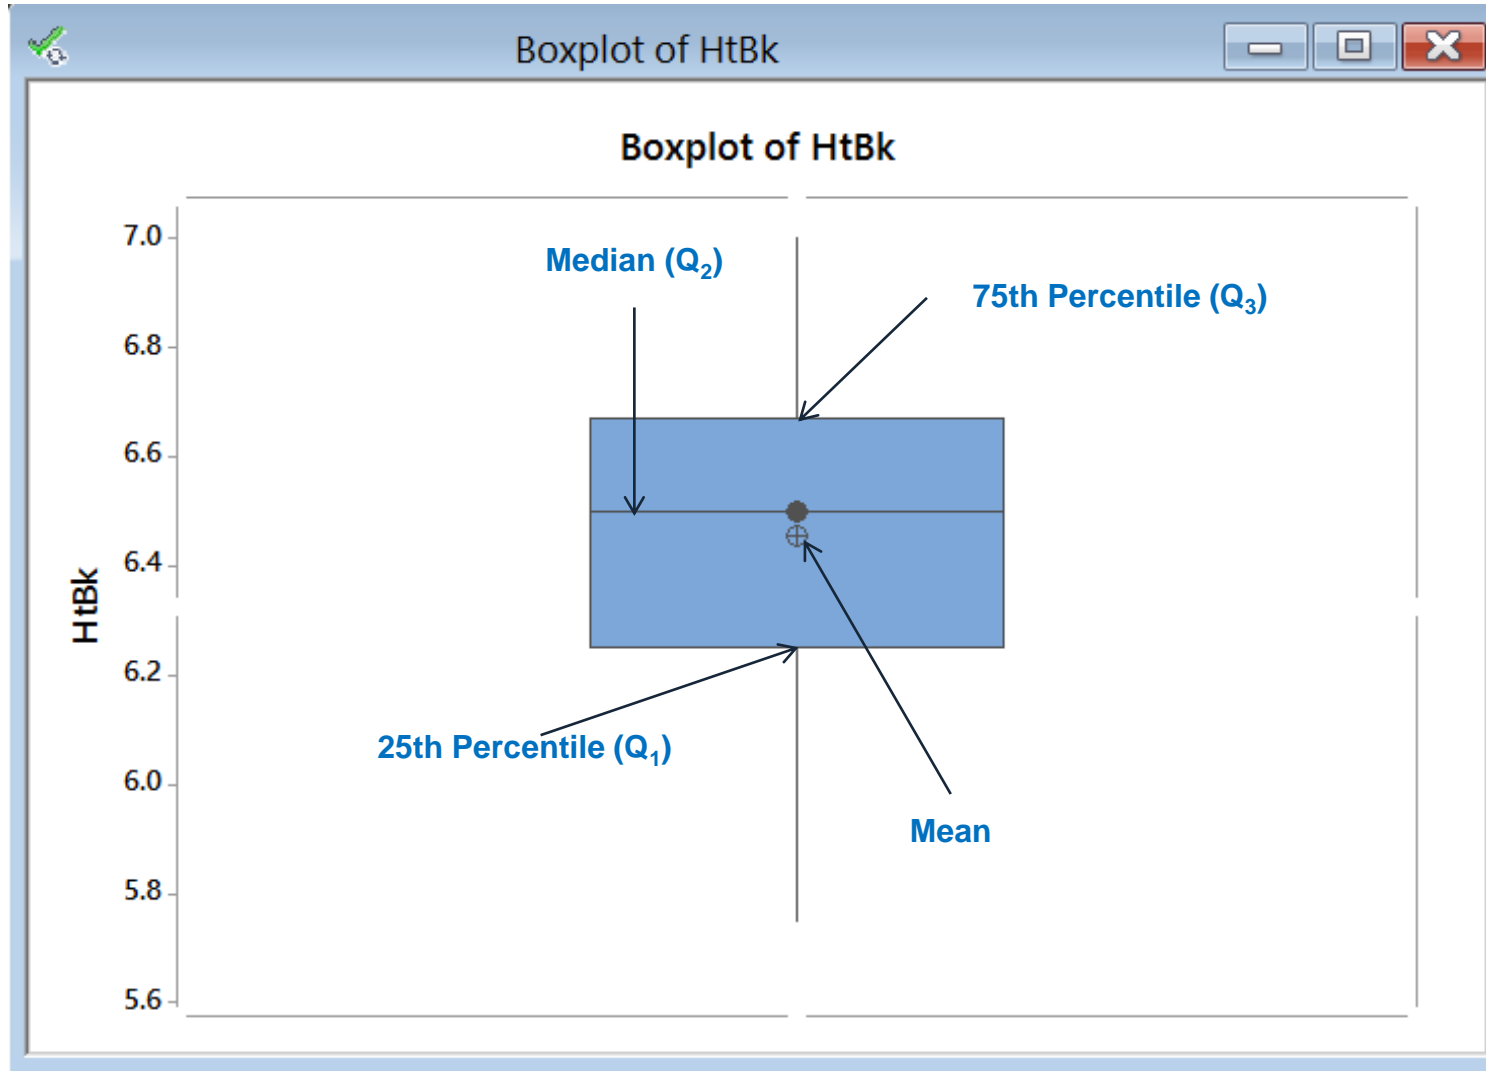 Boxplot of HtBk
Boxplot of HtBk
7.0
Median (Q2)
75th Percentile (Q3)
6.8
6.6
6.4
HtBk
6.2
25th Percentile (Q1)
6.0
Mean
5.8
5.6